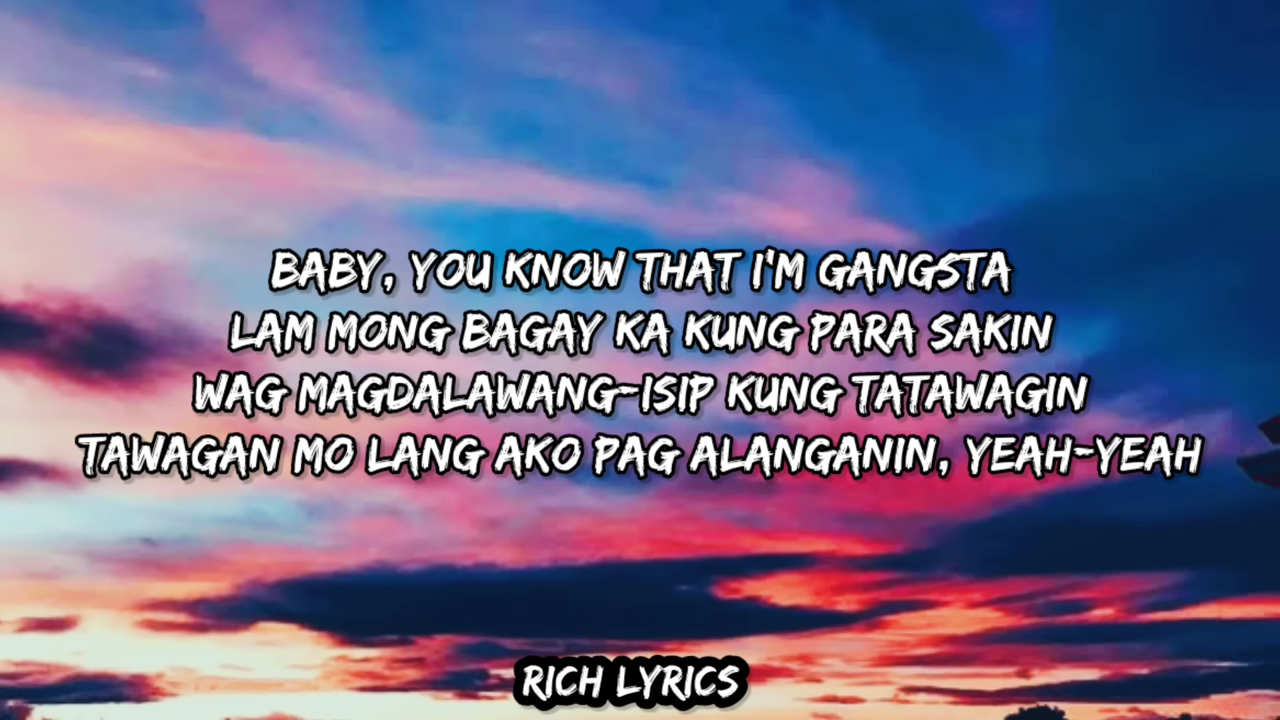 BABY, YOU KNOW THAT I'M GANGSTA
LAM MONG BAGAY KA KUNG PARA SAKIN
WAG MAGDALAWANG-ISIP KUNG TATAWAGIN
TAWAGAN MO LANG AKO PAG ALANGANIN, YEAH-YEAH
RICH LYRICS